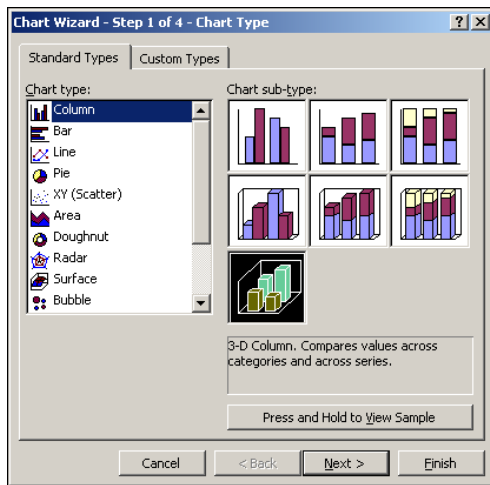 Chart Wizard - Step 1 of 4 - Chart Type
Standard Types
Custom Types
Chart type:
Column
Bar
Line
Pie
XY (Scatter)
Area
Doughnut
Radar
Surface
Bubble
Chart sub-type:
3-D Column. Compares values across
categories and across series.
Press and Hold to View Sample
Cancel
< Back
Next >
Finish